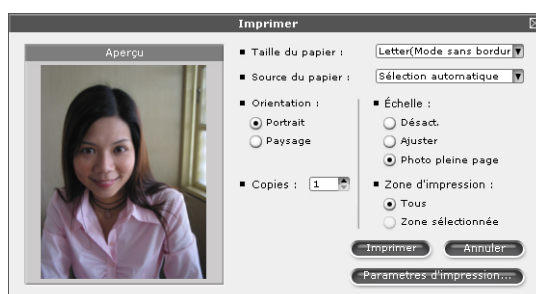 Imprimer
Aperçu
Taille du papier :
Letter(Mode sans bordur
Source du papier :
Sélection automatique
Orientation :
Portrait
Paysage
Échelle :
Désact.
Ajuster
Photo pleine page
Copies : 1
Zone d'impression :
Tous
Zone sélectionnée
Imprimer
Annuler
Parametres d'impression...